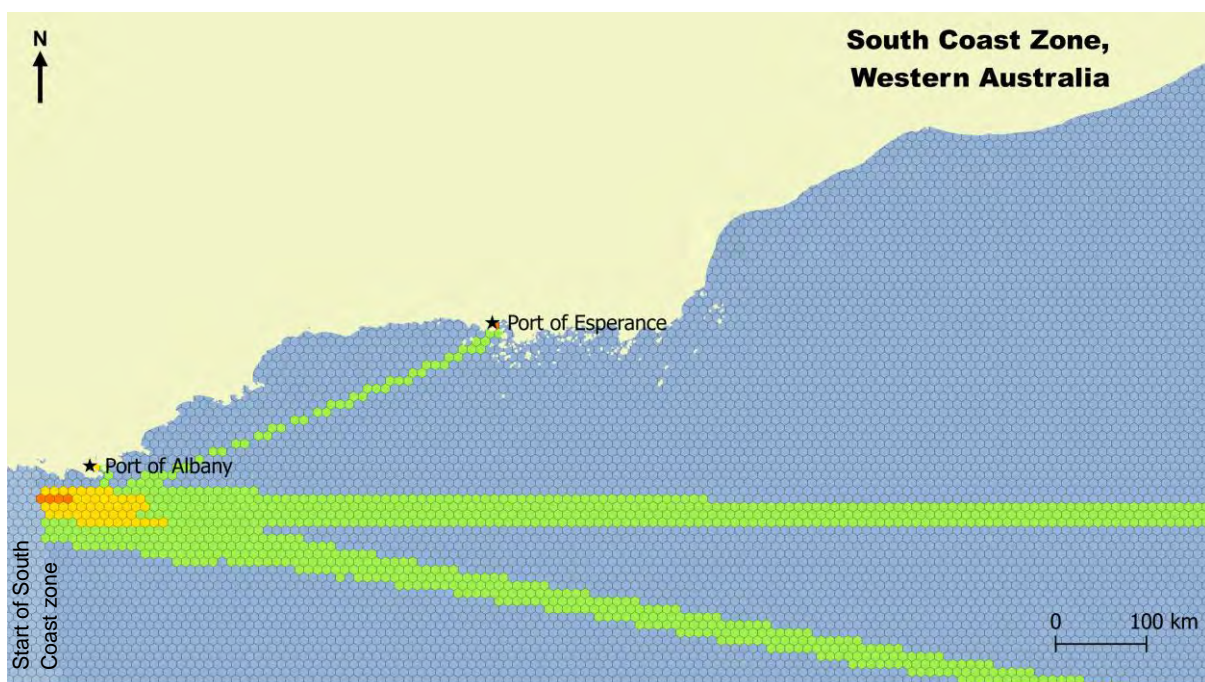 N
South Coast Zone,
Western Australia
Port of Esperance
Port of Albany
Start of South
Coast zone
0 100 km